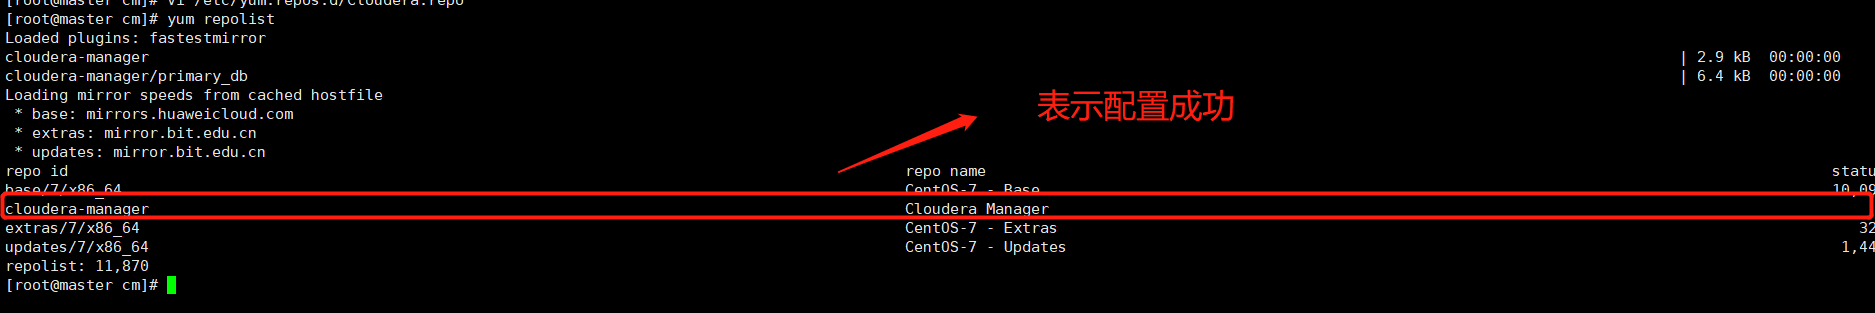 [root@master cm]# vi /etc/yum.repos.d/cloudera.repo
[root@master cm]# yum repolist
Loaded plugins: fastestmirror
cloudera-manager | 2.9 kB 00:00:00
cloudera-manager/primary_db | 6.4 kB 00:00:00
Loading mirror speeds from cached hostfile
* base: mirrors.huaweicloud.com
* extras: mirror.bit.edu.cn
* updates: mirror.bit.edu.cn
表示配置成功
repo id repo name statu
base/7/x86_64 CentOS-7 - Base 10,09
cloudera-manager Cloudera Manager
extras/7/x86_64 CentOS-7 - Extras 32
updates/7/x86_64 CentOS-7 - Updates 1,44
repolist: 11,870
[root@master cm]#